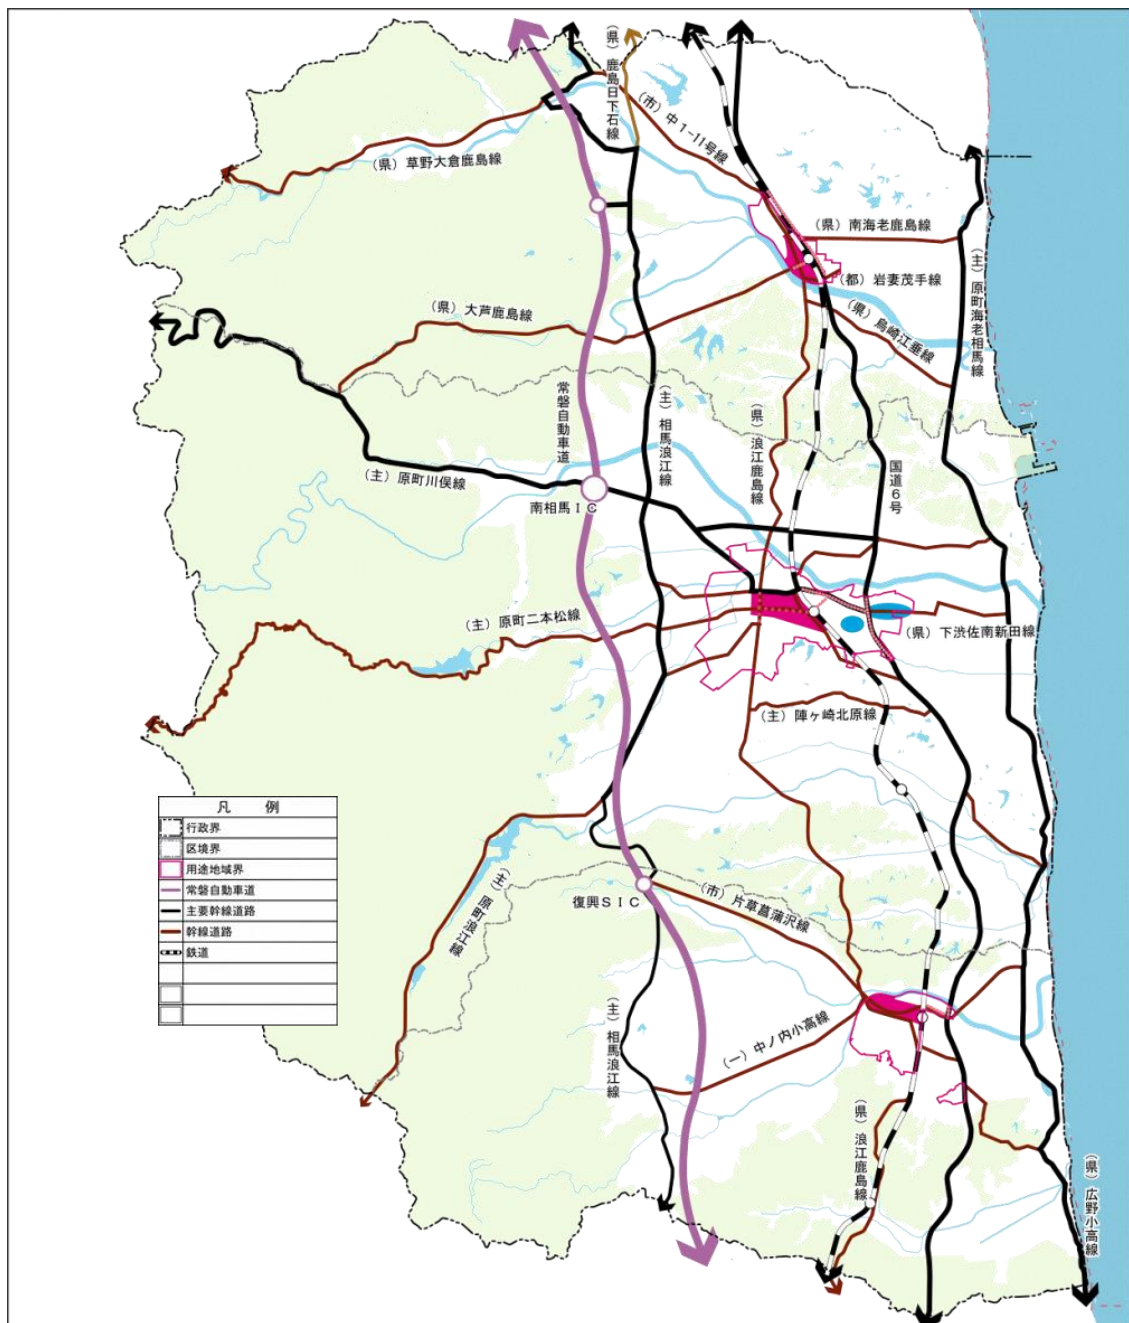 (県)鹿島日下石線
(市)中1-11号線
(県)草野大倉鹿島線
(県)南海老鹿島線
(都)岩妻茂手線
(主)原町海老相馬線
(県)大芦鹿島線
(県)烏崎江垂線
常磐自動車道
(主)相馬浪江線
(県)浪江鹿島線
国道6号
(主)原町川俣線
南相馬IC
(主)原町二本松線
(県)下渋佐南新田線
(主)陣ヶ崎北原線
凡 例
行政界
区境界
用途地域界
常磐自動車道
主要幹線道路
幹線道路
鉄道
(主)原町浪江線
復興SIC
(市)片草菖蒲沢線
(主)相馬浪江線
(一)中ノ内小高線
(県)浪江鹿島線
(県)広野小高線